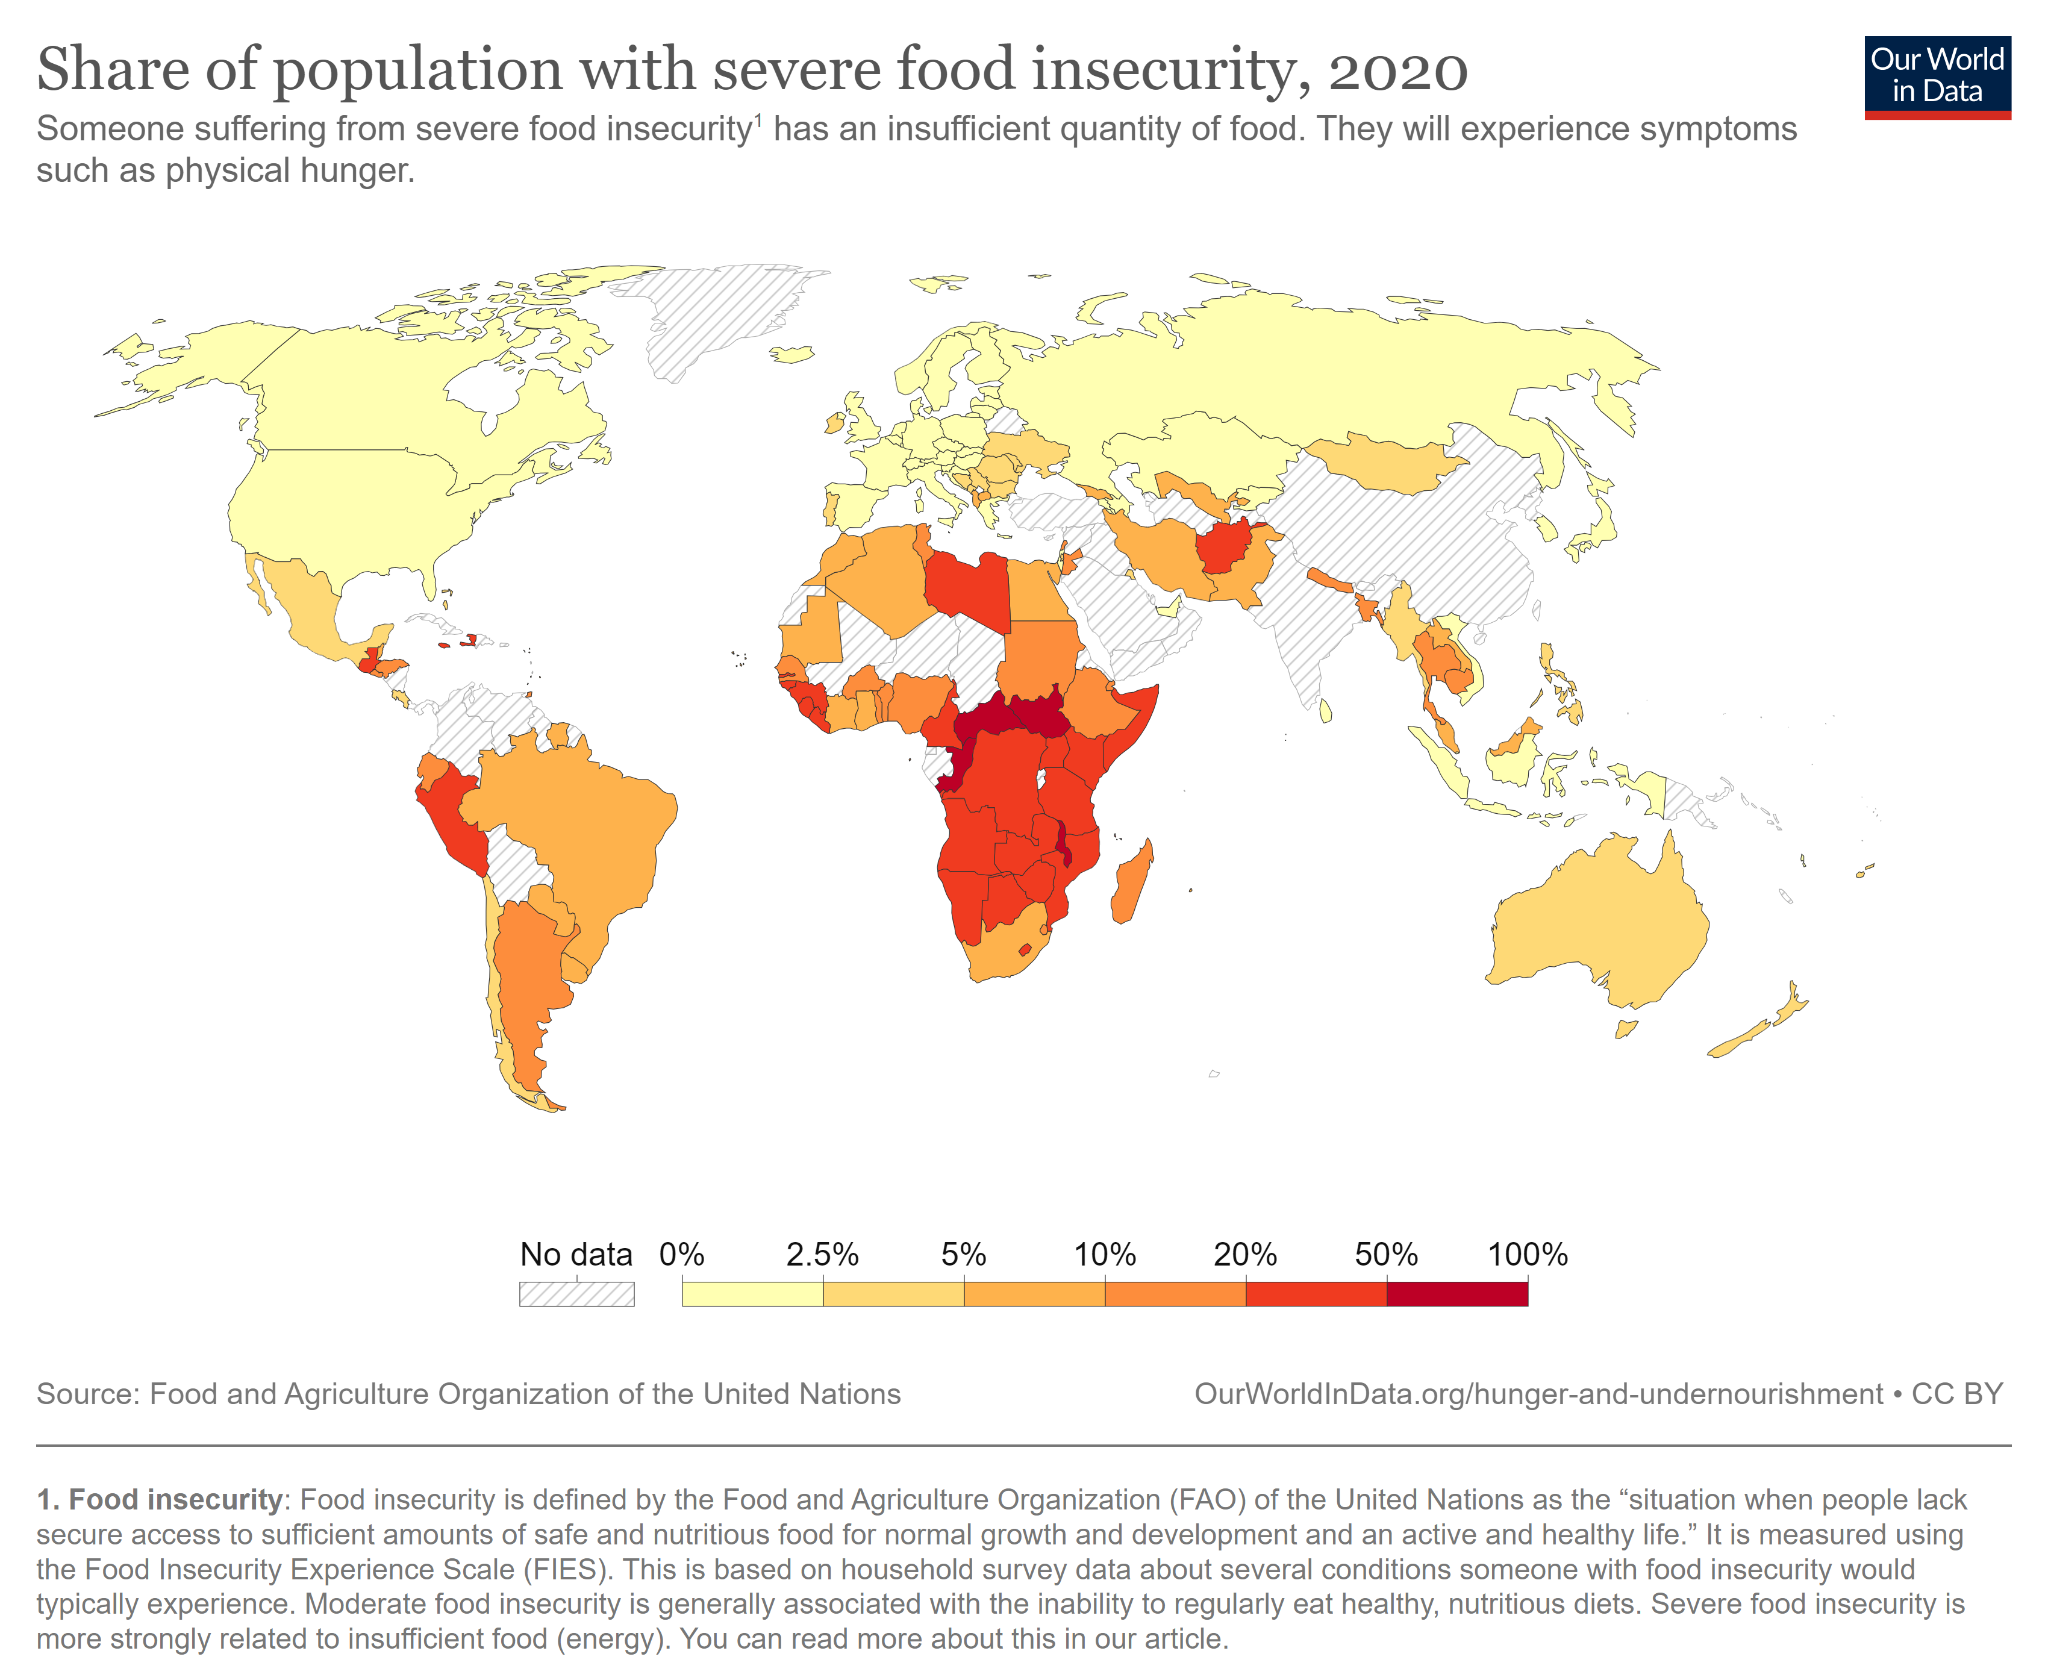 Share of population with severe food insecurity, 2020
Our World
in Data
Someone suffering from severe food insecurity¹ has an insufficient quantity of food. They will experience symptoms
such as physical hunger.
No data 0% 2.5% 5% 10% 20% 50% 100%
Source: Food and Agriculture Organization of the United Nations
OurWorldInData.org/hunger-and-undernourishment • CC BY
1. Food insecurity: Food insecurity is defined by the Food and Agriculture Organization (FAO) of the United Nations as the “situation when people lack
secure access to sufficient amounts of safe and nutritious food for normal growth and development and an active and healthy life.” It is measured using
the Food Insecurity Experience Scale (FIES). This is based on household survey data about several conditions someone with food insecurity would
typically experience. Moderate food insecurity is generally associated with the inability to regularly eat healthy, nutritious diets. Severe food insecurity is
more strongly related to insufficient food (energy). You can read more about this in our article.